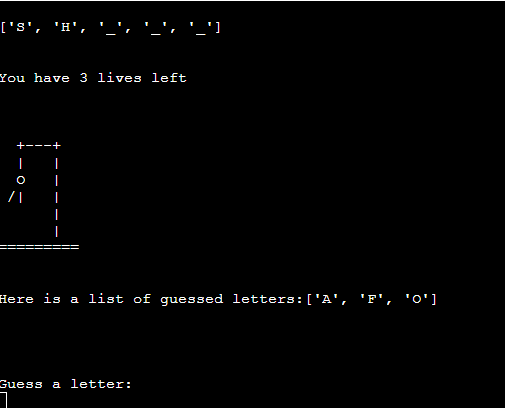 ['S', 'H', '_', '_', '_']
You have 3 lives left
  +---+
  |   |
  O   |
 /|   |
      |
      |
=========
Here is a list of guessed letters:['A', 'F', 'O']
Guess a letter: